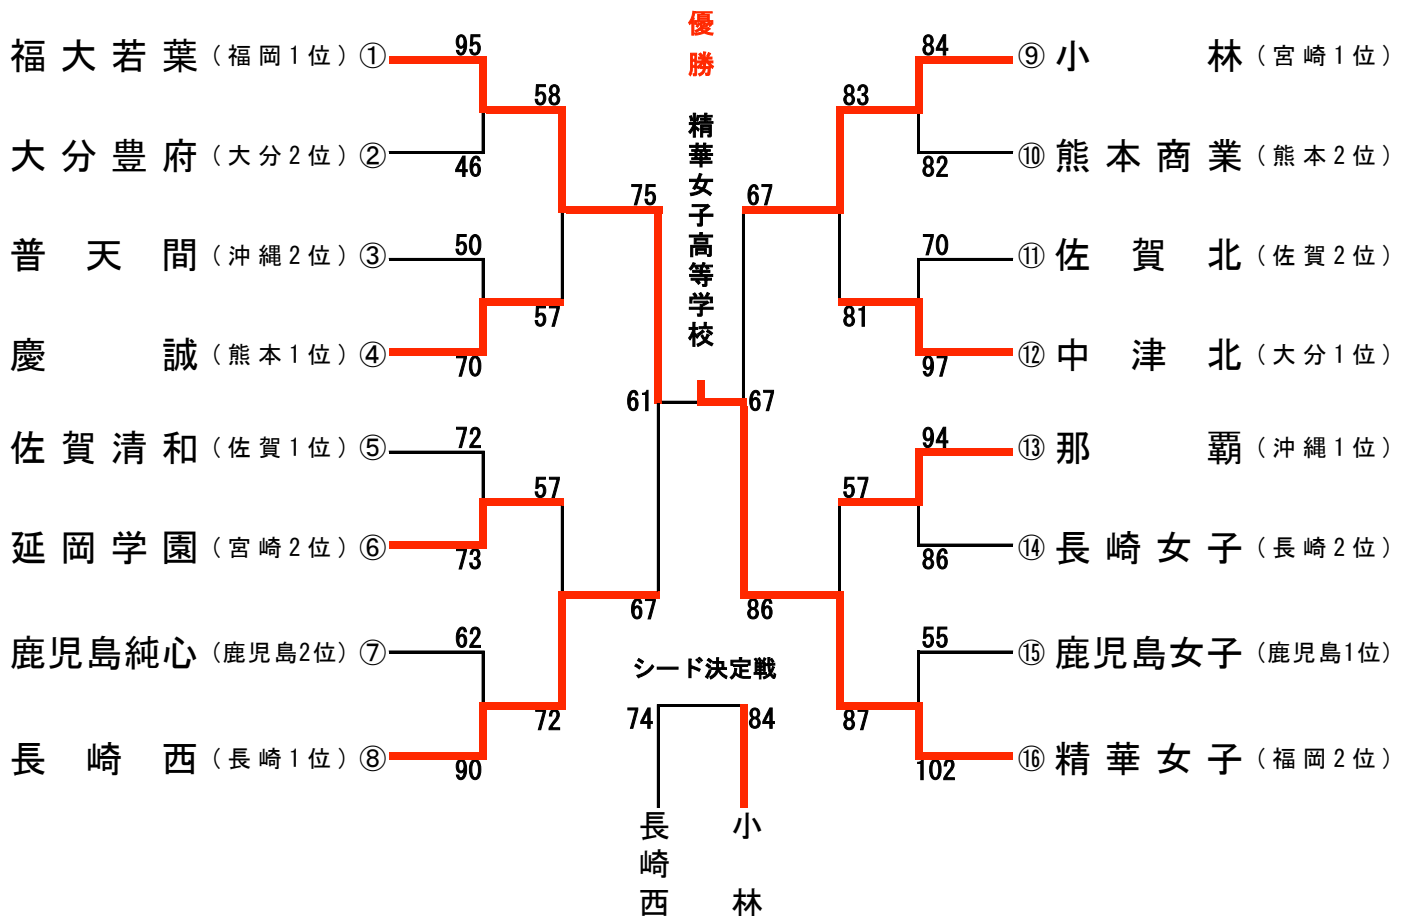 優勝
精華女子高等学校
福大若葉（福岡1位）① 95
58
大分豊府（大分2位）② 46
75
普天間（沖縄2位）③ 50
57
慶誠（熊本1位）④ 70
61
佐賀清和（佐賀1位）⑤ 72
57
延岡学園（宮崎2位）⑥ 73
67
鹿児島純心（鹿児島2位）⑦ 62
72
長崎西（長崎1位）⑧ 90
84 ⑨小林（宮崎1位）
83
82 ⑩熊本商業（熊本2位）
67
70 ⑪佐賀北（佐賀2位）
81
97 ⑫中津北（大分1位）
67
94 ⑬那覇（沖縄1位）
57
86 ⑭長崎女子（長崎2位）
86
55 ⑮鹿児島女子（鹿児島1位）
87
102 ⑯精華女子（福岡2位）
シード決定戦
74 84
長崎西
小林